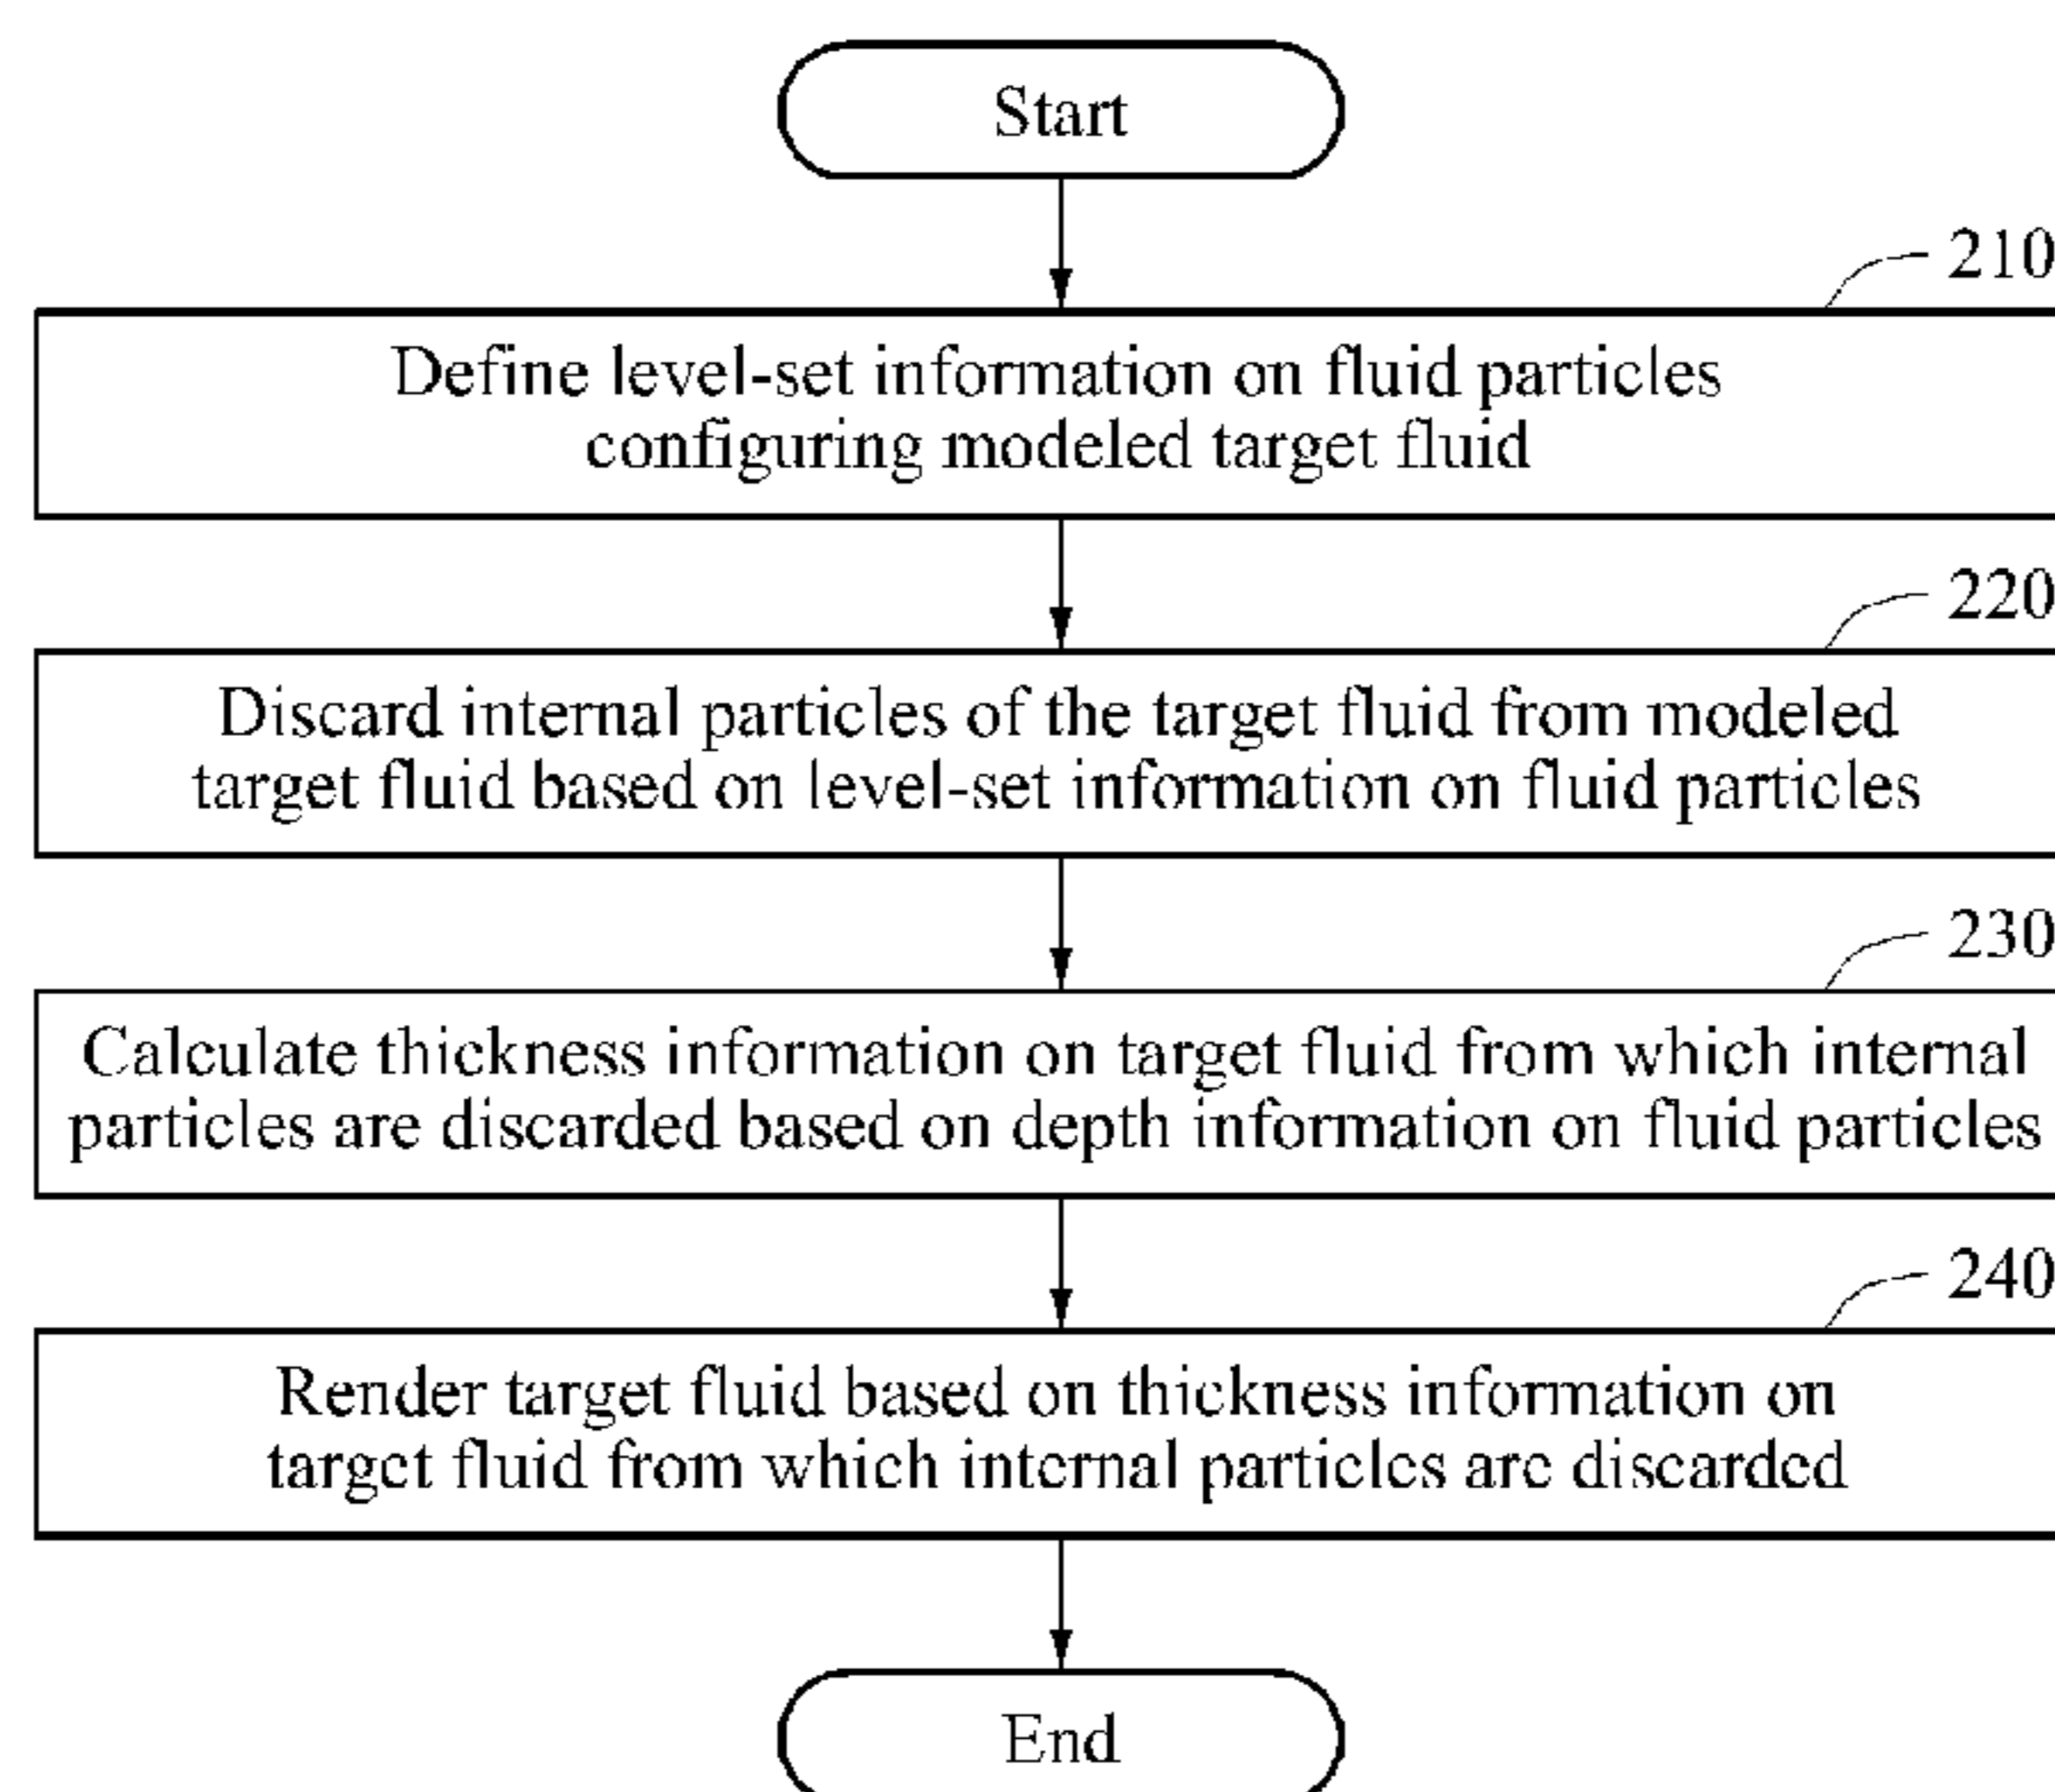 Start
210
Define level-set information on fluid particles
configuring modeled target fluid
220
Discard internal particles of the target fluid from modeled
target fluid based on level-set information on fluid particles
230
Calculate thickness information on target fluid from which internal
particles are discarded based on depth information on fluid particles
240
Render target fluid based on thickness information on
target fluid from which internal particles are discarded
End